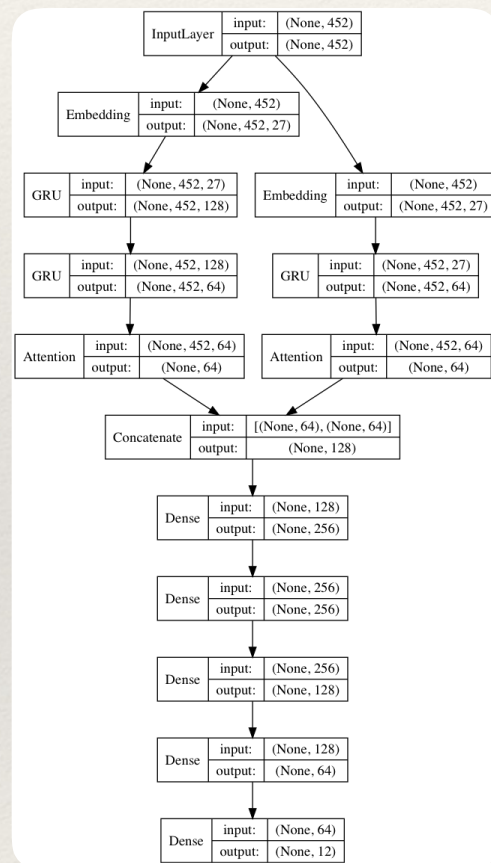 InputLayer
input: (None, 452)
output: (None, 452)
Embedding
input: (None, 452)
output: (None, 452, 27)
GRU
input: (None, 452, 27)
output: (None, 452, 128)
Embedding
input: (None, 452)
output: (None, 452, 27)
GRU
input: (None, 452, 128)
output: (None, 452, 64)
GRU
input: (None, 452, 27)
output: (None, 452, 64)
Attention
input: (None, 452, 64)
output: (None, 64)
Attention
input: (None, 452, 64)
output: (None, 64)
Concatenate
input: [(None, 64), (None, 64)]
output: (None, 128)
Dense
input: (None, 128)
output: (None, 256)
Dense
input: (None, 256)
output: (None, 256)
Dense
input: (None, 256)
output: (None, 128)
Dense
input: (None, 128)
output: (None, 64)
Dense
input: (None, 64)
output: (None, 12)